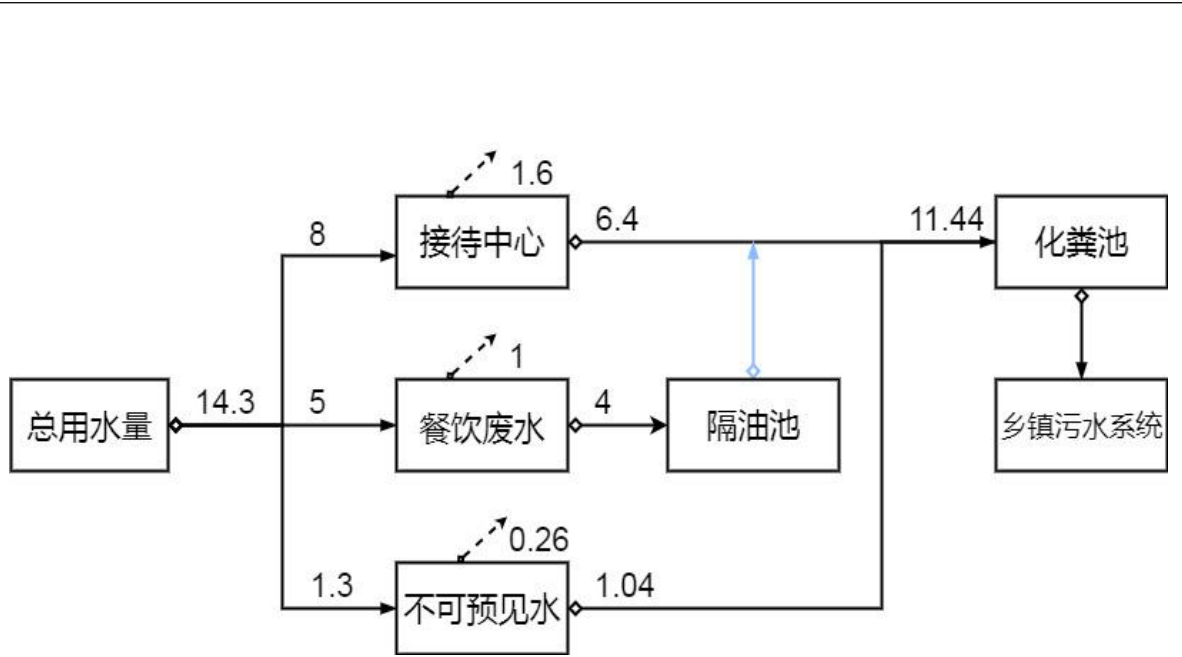 1.6
8
接待中心
6.4
11.44
化粪池
1
总用水量
14.3
5
餐饮废水
4
隔油池
乡镇污水系统
0.26
1.3
不可预见水
1.04